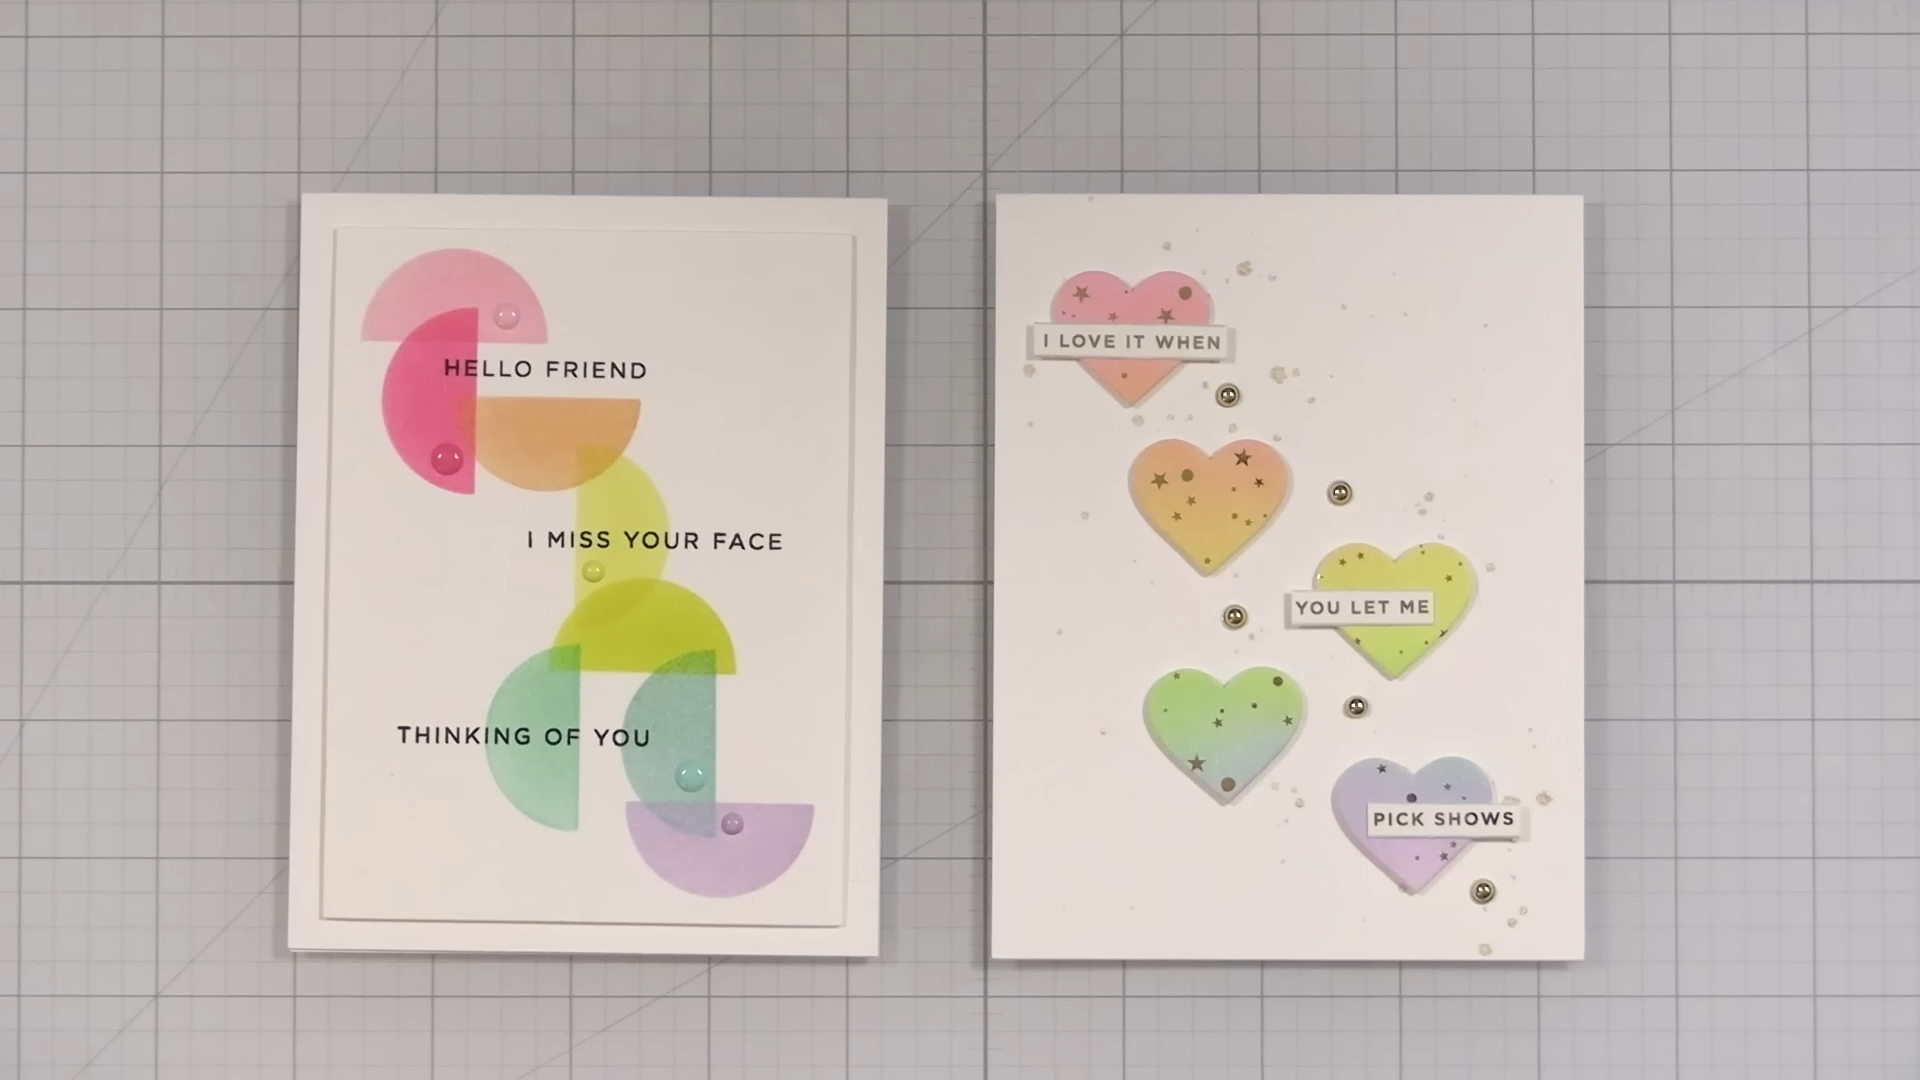 HELLO FRIEND
I MISS YOUR FACE
THINKING OF YOU
I LOVE IT WHEN
YOU LET ME
PICK SHOWS